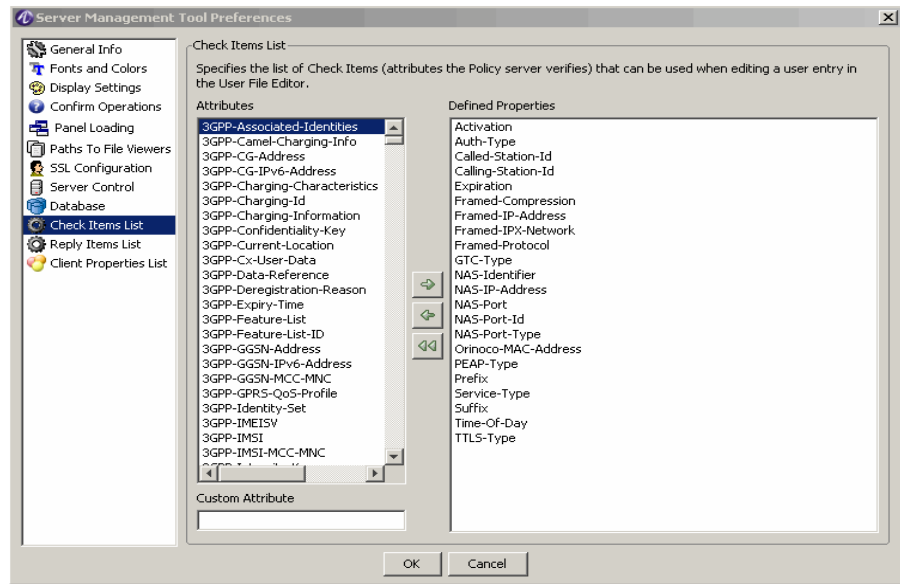 Server Management Tool Preferences
General Info
Fonts and Colors
Display Settings
Confirm Operations
Panel Loading
Paths To File Viewers
SSL Configuration
Server Control
Database
Check Items List
Reply Items List
Client Properties List
Check Items List
Specifies the list of Check Items (attributes the Policy server verifies) that can be used when editing a user entry in
the User File Editor.
Attributes
3GPP-Associated-Identities
3GPP-Camel-Charging-Info
3GPP-CG-Address
3GPP-CG-IPv6-Address
3GPP-Charging-Characteristics
3GPP-Charging-Id
3GPP-Charging-Information
3GPP-Confidentiality-Key
3GPP-Current-Location
3GPP-Cx-User-Data
3GPP-Data-Reference
3GPP-Deregistration-Reason
3GPP-Expiry-Time
3GPP-Feature-List
3GPP-Feature-List-ID
3GPP-GGSN-Address
3GPP-GGSN-IPv6-Address
3GPP-GGSN-MCC-MNC
3GPP-GPRS-QoS-Profile
3GPP-Identity-Set
3GPP-IMEISV
3GPP-IMSI
3GPP-IMSI-MCC-MNC
Custom Attribute
Defined Properties
Activation
Auth-Type
Called-Station-Id
Calling-Station-Id
Expiration
Framed-Compression
Framed-IP-Address
Framed-IPX-Network
Framed-Protocol
GTC-Type
NAS-Identifier
NAS-IP-Address
NAS-Port
NAS-Port-Id
NAS-Port-Type
Orinoco-MAC-Address
PEAP-Type
Prefix
Service-Type
Suffix
Time-Of-Day
TTLS-Type
OK
Cancel